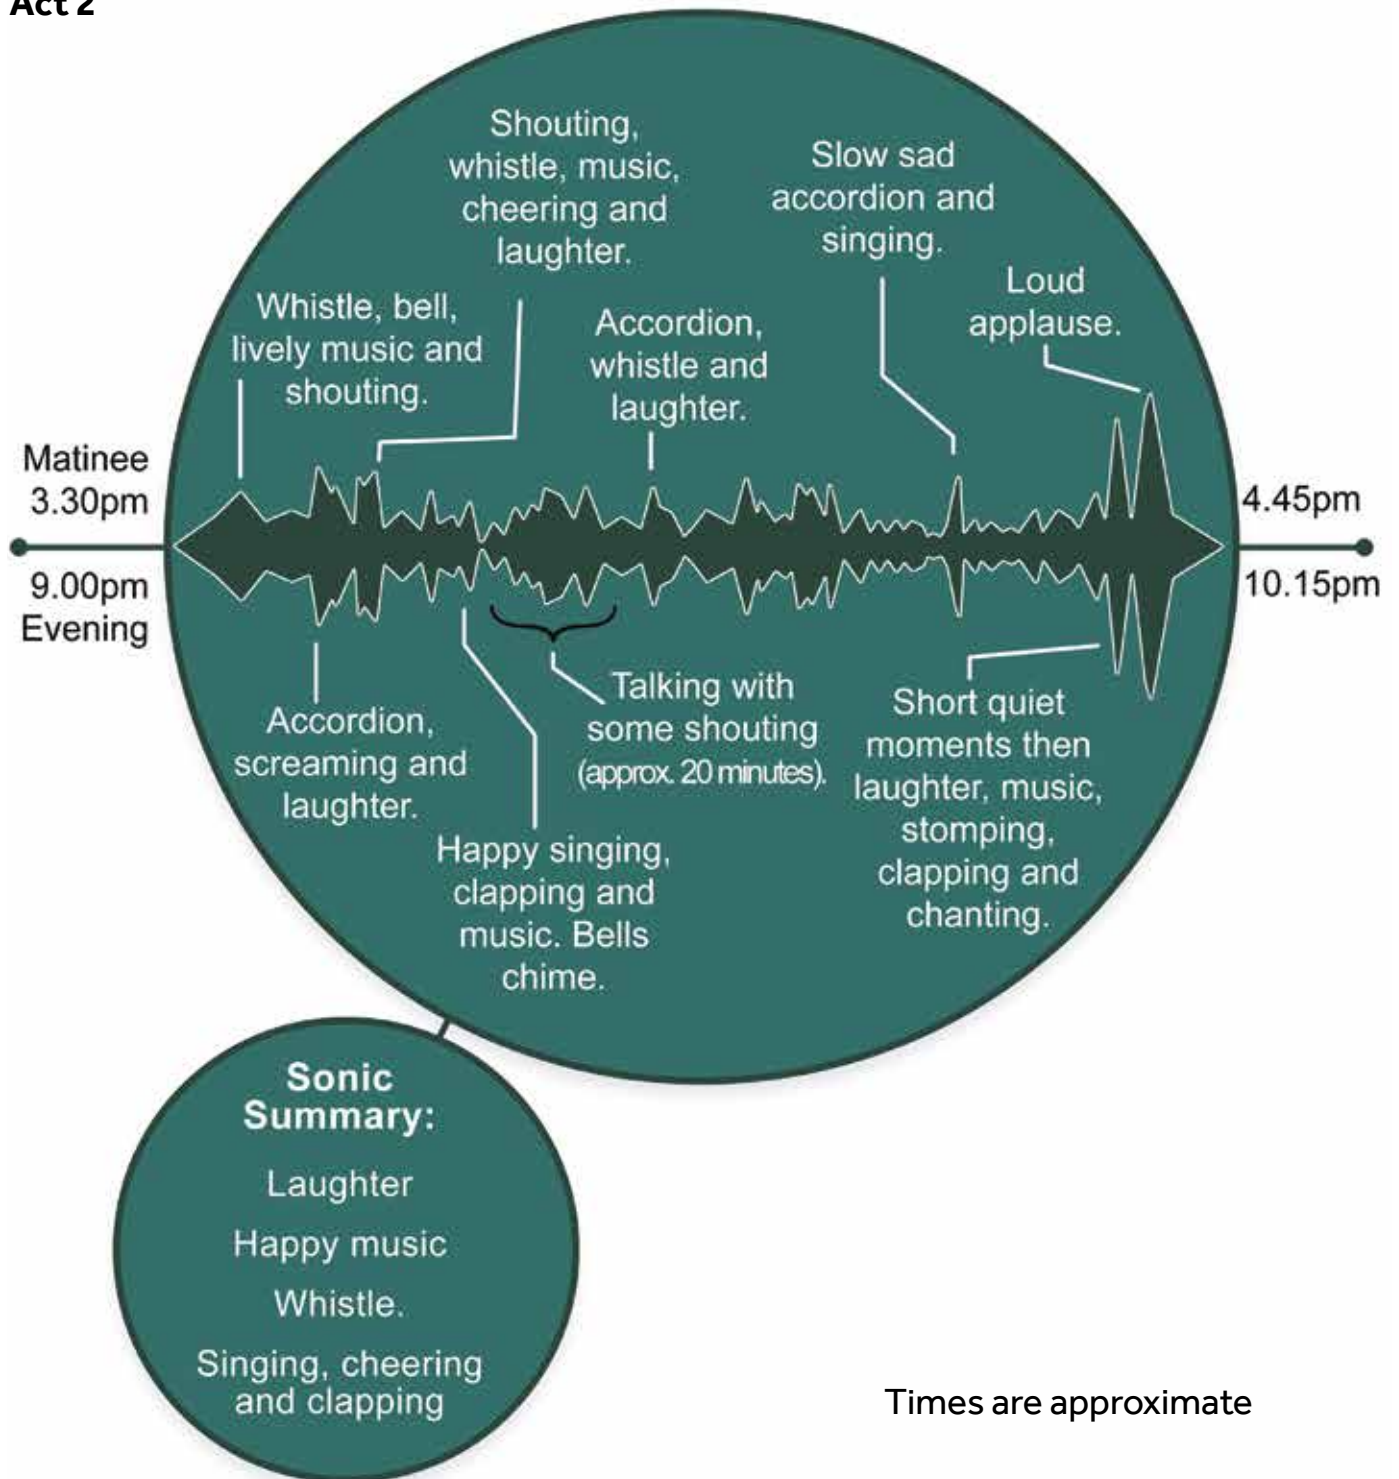 Act 2
Shouting,
whistle, music,
cheering and
laughter.
Slow sad
accordion and
singing.
Loud
applause.
Whistle, bell,
lively music and
shouting.
Accordion,
whistle and
laughter.
Matinee
3.30pm
9.00pm
Evening
4.45pm
10.15pm
Accordion,
screaming and
laughter.
Talking with
some shouting
(approx. 20 minutes).
Happy singing,
clapping and
music. Bells
chime.
Short quiet
moments then
laughter, music,
stomping,
clapping and
chanting.
Sonic
Summary:
Laughter
Happy music
Whistle.
Singing, cheering
and clapping
Times are approximate